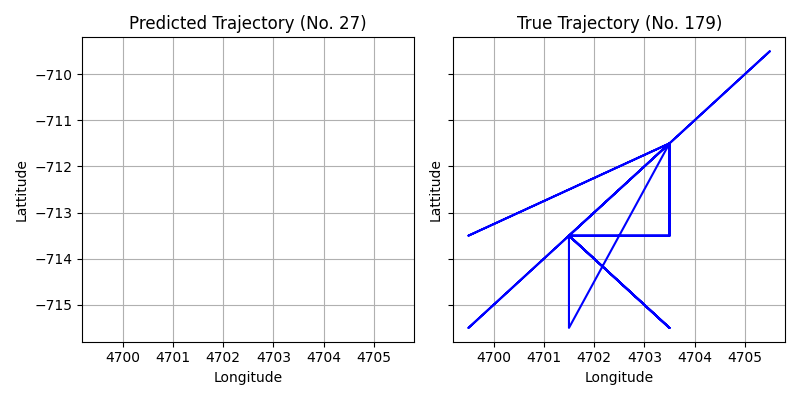 Predicted Trajectory (No. 27)
True Trajectory (No. 179)
Lattitude
−710
−711
−712
−713
−714
−715
4700 4701 4702 4703 4704 4705
Longitude
Lattitude
4700 4701 4702 4703 4704 4705
Longitude